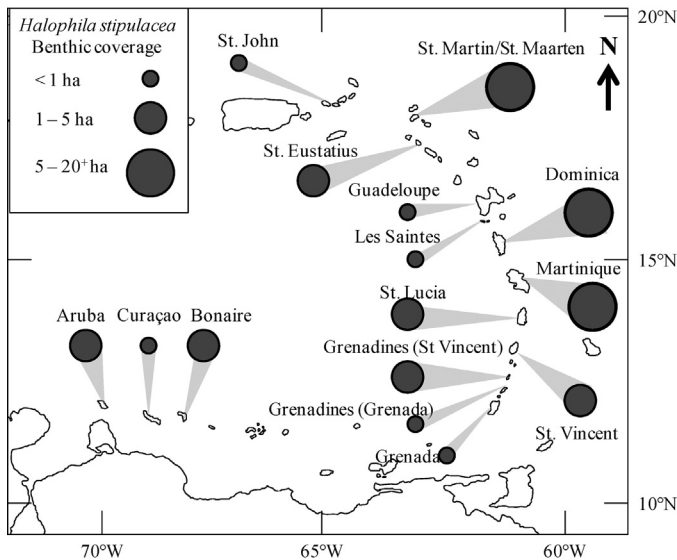 Halophila stipulacea
Benthic coverage
< 1 ha
1 – 5 ha
5 – 20⁺ ha
20°N
St. John
St. Martin/St. Maarten
N
St. Eustatius
Guadeloupe
Dominica
Les Saintes
15°N
Martinique
St. Lucia
Aruba
Curaçao
Bonaire
Grenadines (St Vincent)
Grenadines (Grenada)
St. Vincent
Grenada
10°N
70°W
65°W
60°W